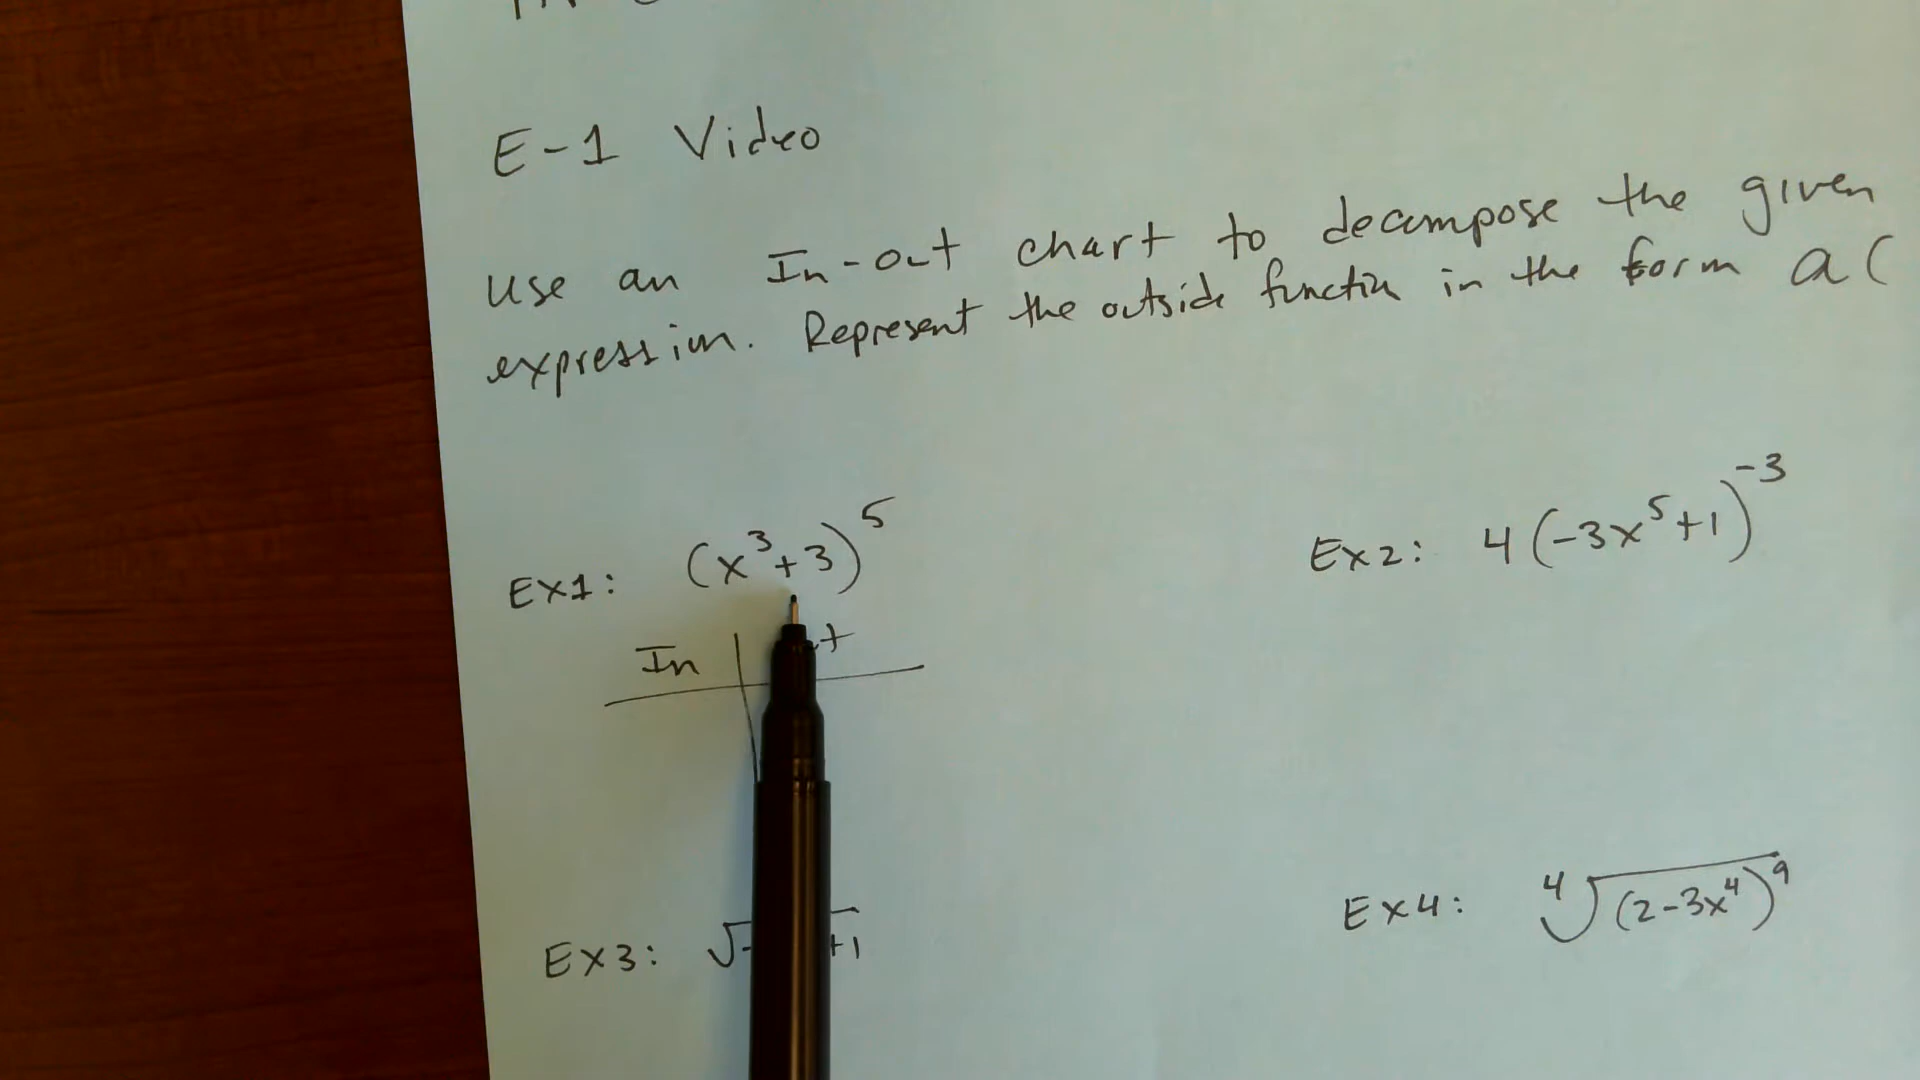 E-1 Video
Use an In-out chart to decompose the given
expression. Represent the outside function in the form a(
Ex1: (x³+3)⁵
Ex2: 4(-3x⁵+1)⁻³
In
Ex3: +1
Ex4: ⁴√(2-3x⁴)⁹